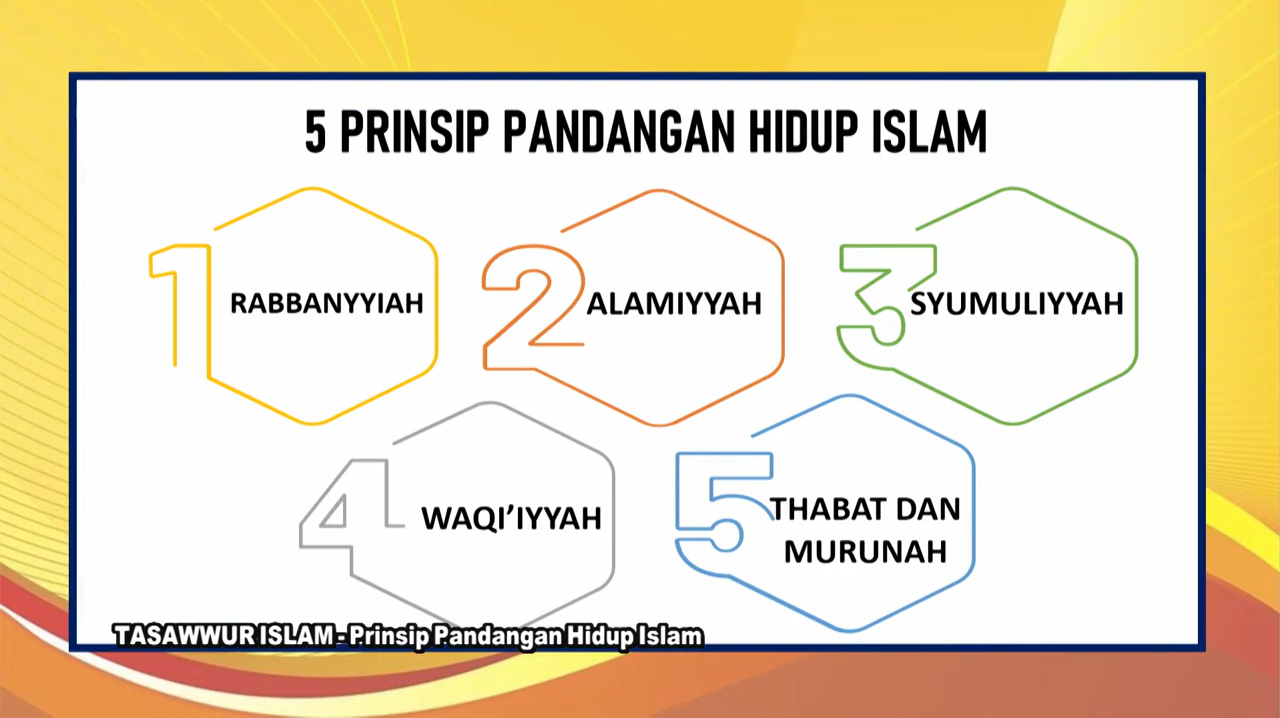 5 PRINSIP PANDANGAN HIDUP ISLAM
1 RABBANYYIAH
2 ALAMIYYAH
3 SYUMULIYYAH
4 WAQI’IYYAH
5 THABAT DAN
MURUNAH
TASAWWUR ISLAM - Prinsip Pandangan Hidup Islam